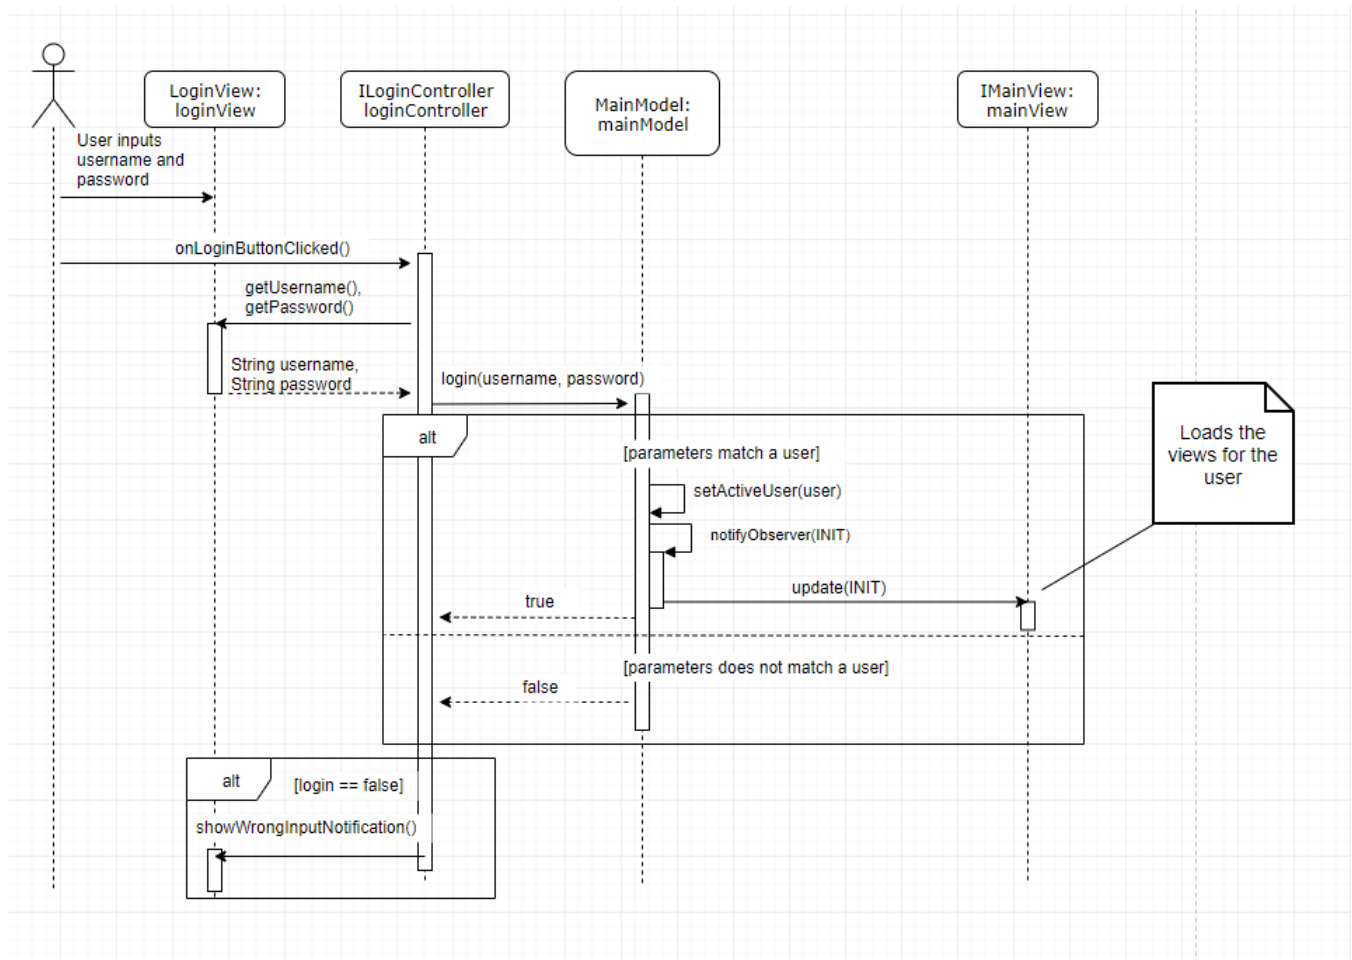 LoginView:
loginView
ILoginController
loginController
MainModel:
mainModel
IMainView:
mainView
User inputs
username and
password
onLoginButtonClicked()
getUsername(),
getPassword()
String username,
String password
login(username, password)
alt
[parameters match a user]
Loads the
views for the
user
setActiveUser(user)
notifyObserver(INIT)
update(INIT)
true
[parameters does not match a user]
false
alt
[login == false]
showWrongInputNotification()